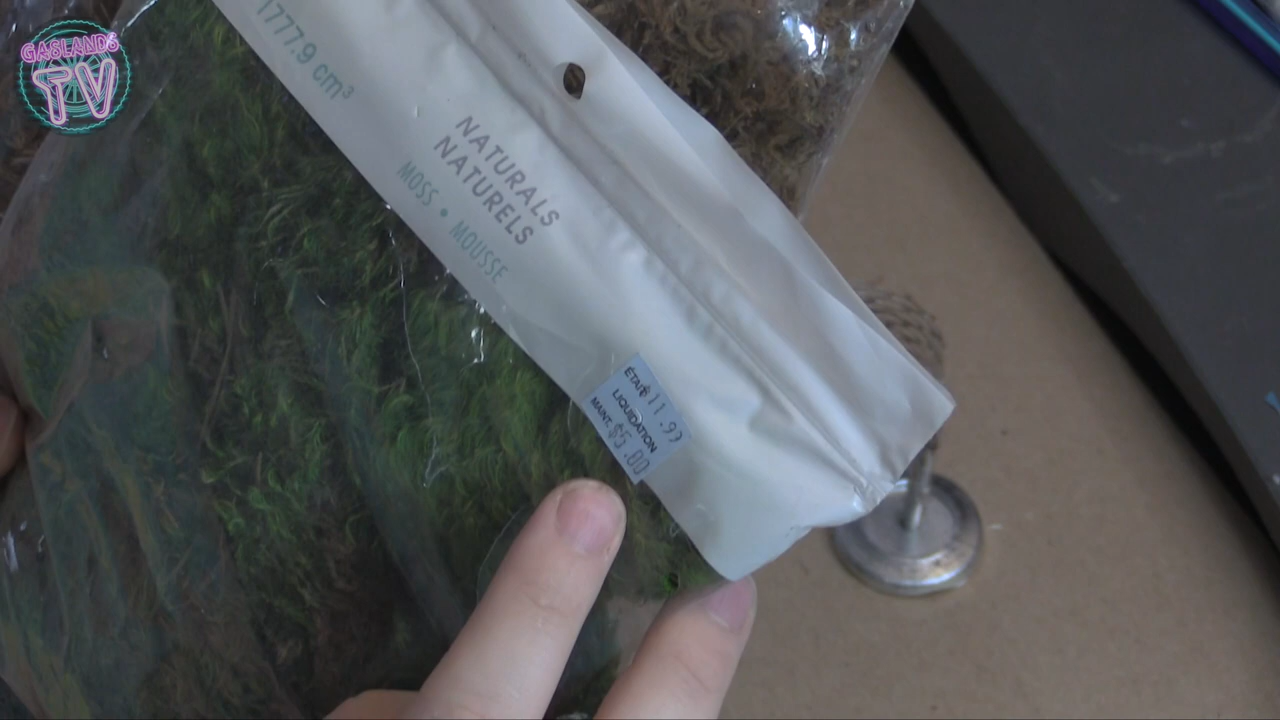 GASLANDS
TV
1777.9 cm³
NATURALS
NATURELS
MOSS • MOUSSE
ÉTAIT $11.99
LIQUIDATION
MAINT. $5.00